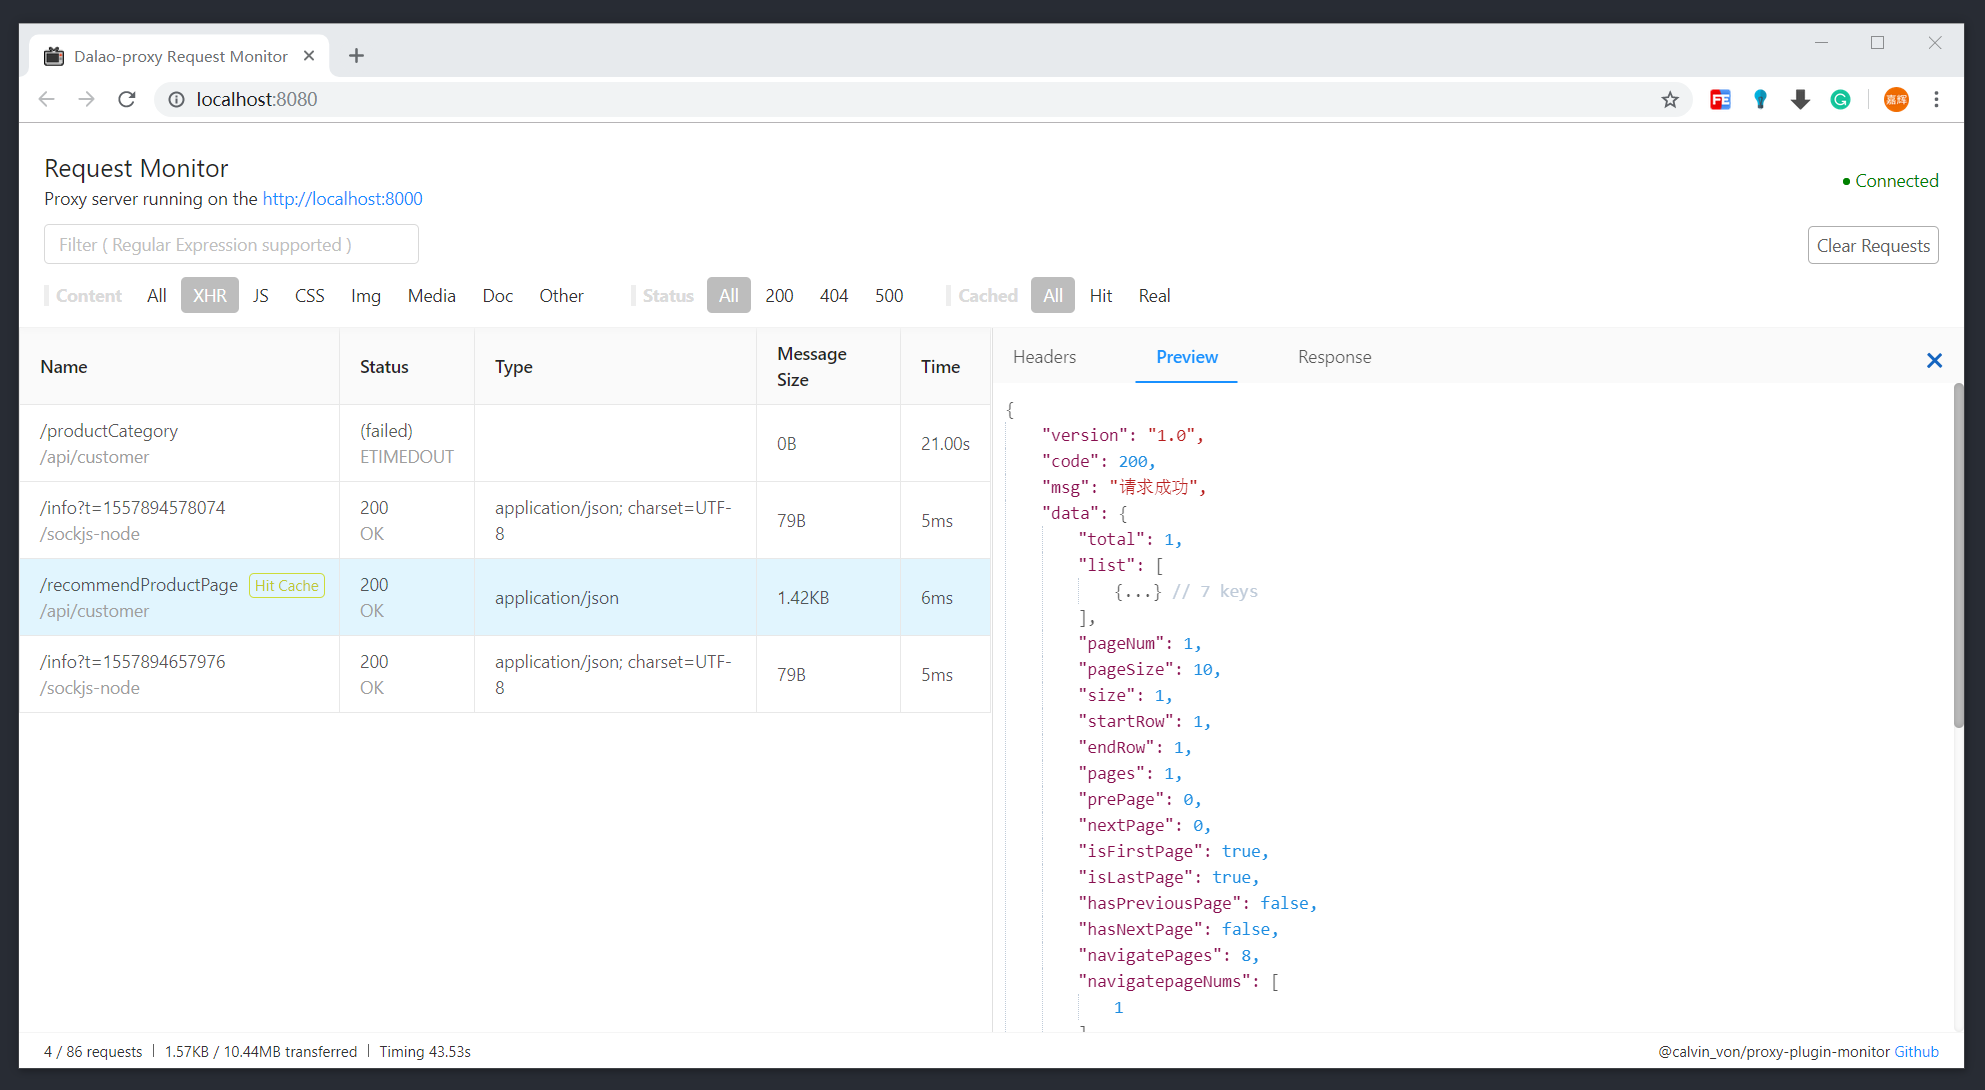 Dalao-proxy Request Monitor
localhost:8080
FE
G
嘉辉
Request Monitor
Proxy server running on the http://localhost:8000
Connected
Filter ( Regular Expression supported )
Clear Requests
Content All XHR JS CSS Img Media Doc Other Status All 200 404 500 Cached All Hit Real
Name Status Type Message Size Time
/productCategory
/api/customer
(failed)
ETIMEDOUT
0B
21.00s
/info?t=1557894578074
/sockjs-node
200
OK
application/json; charset=UTF-
8
79B
5ms
/recommendProductPage Hit Cache
/api/customer
200
OK
application/json
1.42KB
6ms
/info?t=1557894657976
/sockjs-node
200
OK
application/json; charset=UTF-
8
79B
5ms
Headers Preview Response
{
"version": "1.0",
"code": 200,
"msg": "请求成功",
"data": {
"total": 1,
"list": [
{...} // 7 keys
],
"pageNum": 1,
"pageSize": 10,
"size": 1,
"startRow": 1,
"endRow": 1,
"pages": 1,
"prePage": 0,
"nextPage": 0,
"isFirstPage": true,
"isLastPage": true,
"hasPreviousPage": false,
"hasNextPage": false,
"navigatePages": 8,
"navigatepageNums": [
1
]
4 / 86 requests | 1.57KB / 10.44MB transferred | Timing 43.53s
@calvin_von/proxy-plugin-monitor Github